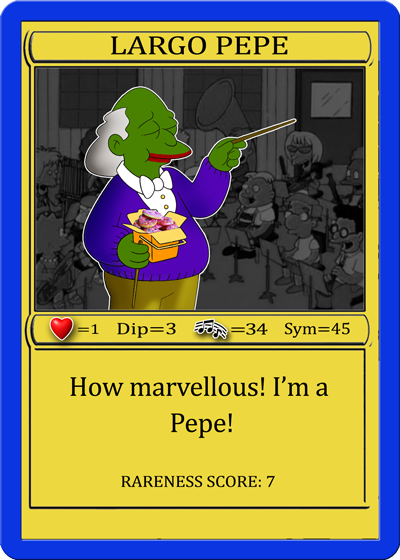 LARGO PEPE
=1 Dip=3 =34 Sym=45
How marvellous! I'm a
Pepe!
RARENESS SCORE: 7